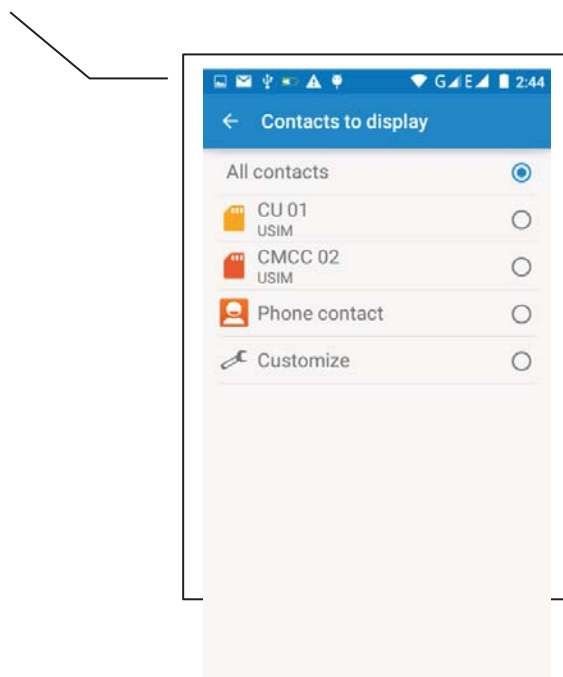 G E 2:44
Contacts to display
All contacts
CU 01
USIM
CMCC 02
USIM
Phone contact
Customize